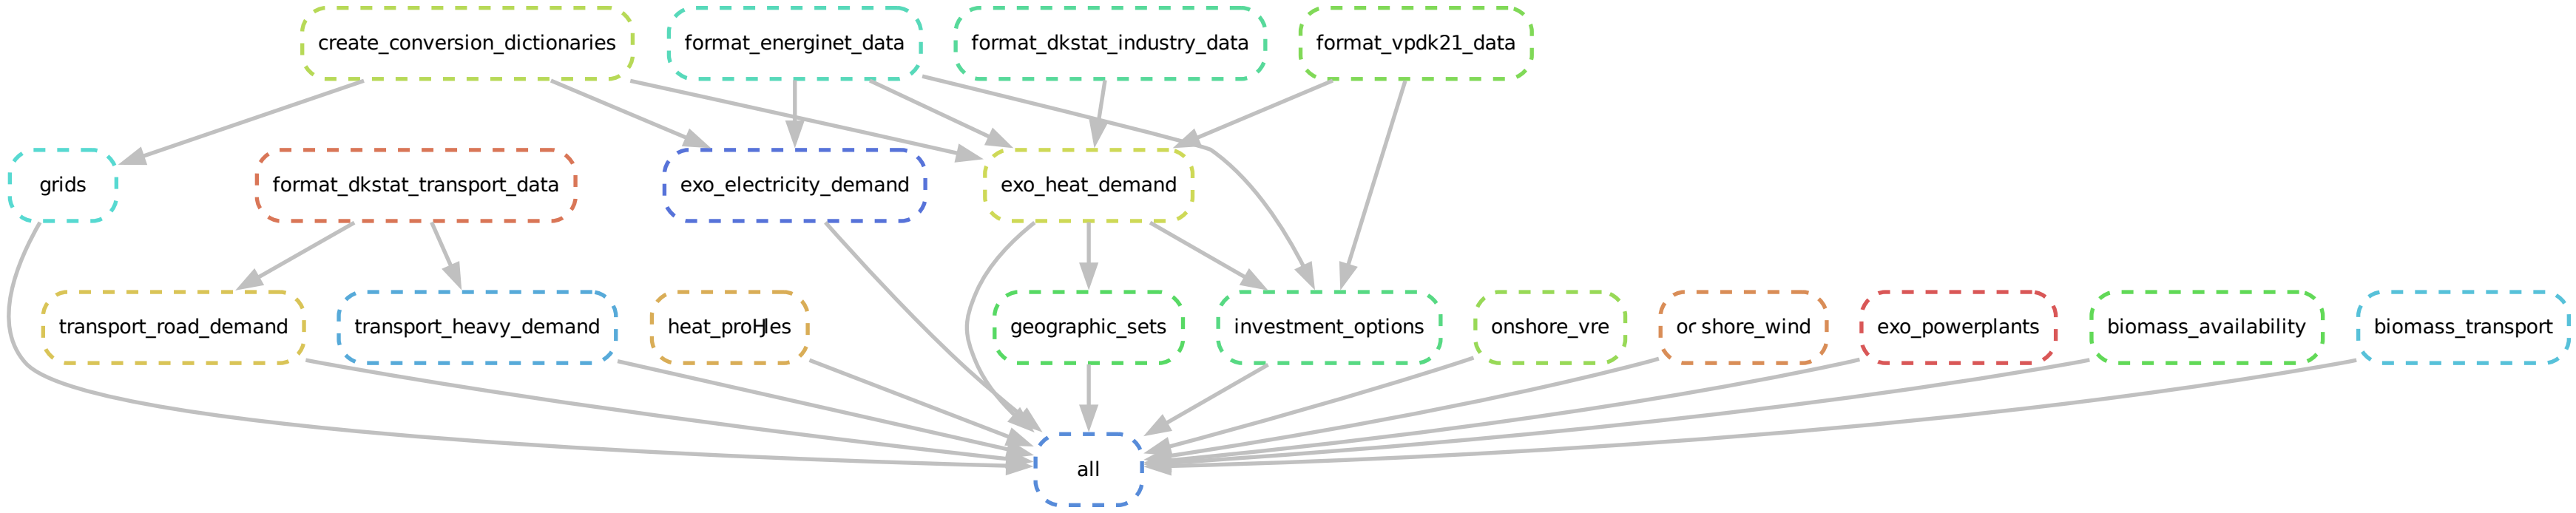 create_conversion_dictionaries
format_energinet_data
format_dkstat_industry_data
format_vpdk21_data
grids
format_dkstat_transport_data
exo_electricity_demand
exo_heat_demand
transport_road_demand
transport_heavy_demand
geographic_sets
investment_options
onshore_vre
exo_powerplants
biomass_availability
biomass_transport
all